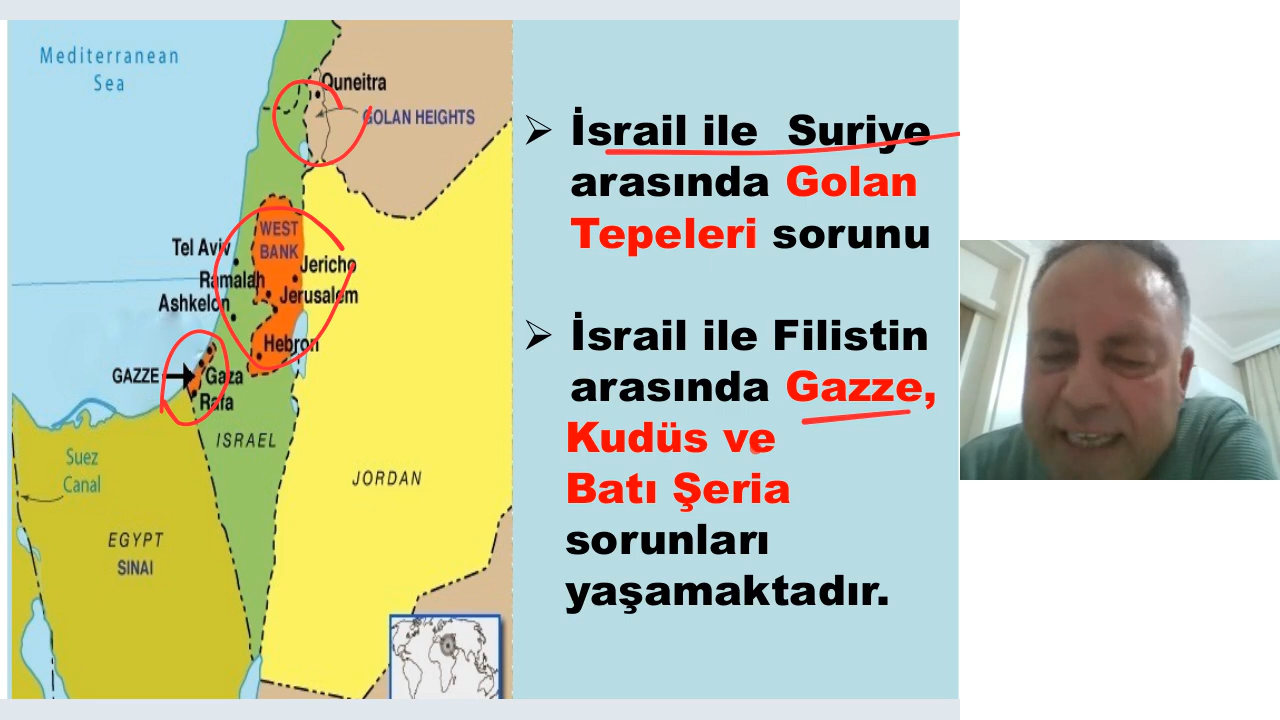 Mediterranean
Sea
Quneitra
GOLAN HEIGHTS
WEST
BANK
Tel Aviv
Jericho
Ramalah
Jerusalem
Ashkelon
Hebron
GAZZE
Gaza
Rafa
ISRAEL
Suez
Canal
JORDAN
EGYPT
SINAI
İsrail ile Suriye
arasında Golan
Tepeleri sorunu
İsrail ile Filistin
arasında Gazze,
Kudüs ve
Batı Şeria
sorunları
yaşamaktadır.